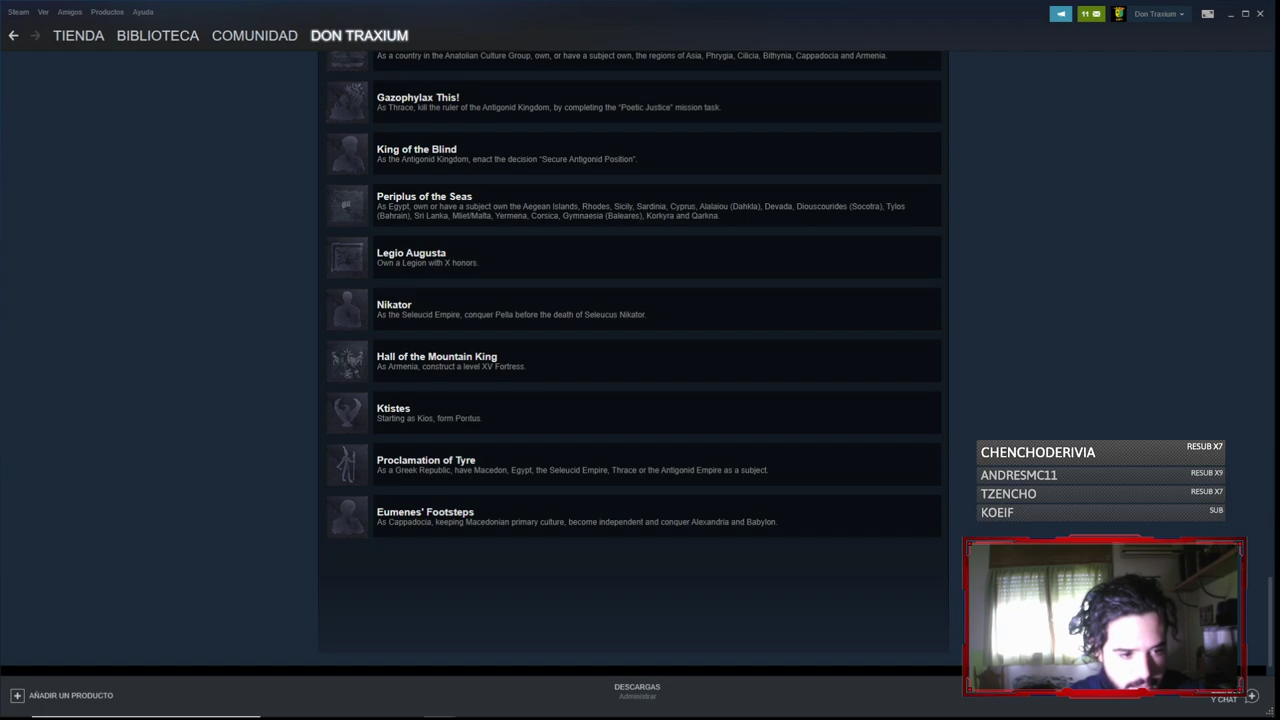 Steam Ver Amigos Productos Ayuda
11
Don Traxium
TIENDA BIBLIOTECA COMUNIDAD DON TRAXIUM
As a country in the Anatolian Culture Group, own, or have a subject own, the regions of Asia, Phrygia, Cilicia, Bithynia, Cappadocia and Armenia.
Gazophylax This!
As Thrace, kill the ruler of the Antigonid Kingdom, by completing the “Poetic Justice” mission task.
King of the Blind
As the Antigonid Kingdom, enact the decision “Secure Antigonid Position”.
Periplus of the Seas
As Egypt, own or have a subject own the Aegean Islands, Rhodes, Sicily, Sardinia, Cyprus, Alalaiou (Dahkla), Devada, Diouscourides (Socotra), Tylos
(Bahrain), Sri Lanka, Mliet/Malta, Yermena, Corsica, Gymnaesia (Baleares), Korkyra and Qarkna.
Legio Augusta
Own a Legion with X honors.
Nikator
As the Seleucid Empire, conquer Pella before the death of Seleucus Nikator.
Hall of the Mountain King
As Armenia, construct a level XV Fortress.
Ktistes
Starting as Kios, form Pontus.
Proclamation of Tyre
As a Greek Republic, have Macedon, Egypt, the Seleucid Empire, Thrace or the Antigonid Empire as a subject.
Eumenes' Footsteps
As Cappadocia, keeping Macedonian primary culture, become independent and conquer Alexandria and Babylon.
CHENCHODERIVIA RESUB X7
ANDRESMC11 RESUB X9
TZENCHO RESUB X7
KOEIF SUB
AÑADIR UN PRODUCTO
DESCARGAS
Administrar
Y CHAT